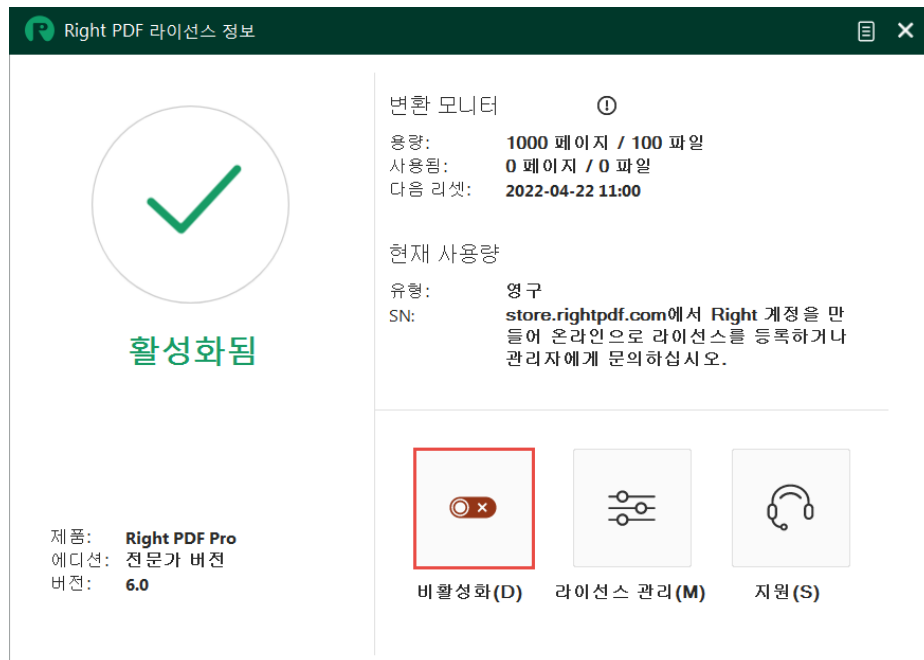 Right PDF 라이선스 정보
변환 모니터
용량: 1000 페이지 / 100 파일
사용됨: 0 페이지 / 0 파일
다음 리셋: 2022-04-22 11:00
현재 사용량
유형: 영구
SN: store.rightpdf.com에서 Right 계정을 만
들어 온라인으로 라이선스를 등록하거나
관리자에게 문의하십시오.
활성화됨
제품: Right PDF Pro
에디션: 전문가 버전
버전: 6.0
비활성화(D) 라이선스 관리(M) 지원(S)